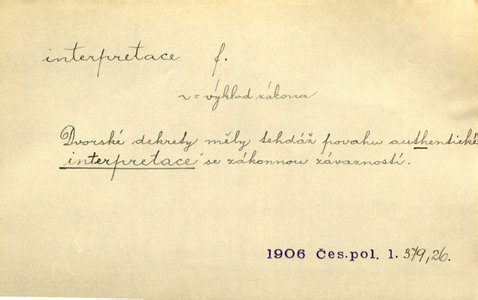 interpretace f.
v = výklad zákona
Dvorské dekrety měly tehdáž povahu authentické
interpretace se zákonnou závazností.
1906 Čes.pol. 1. 379,26.